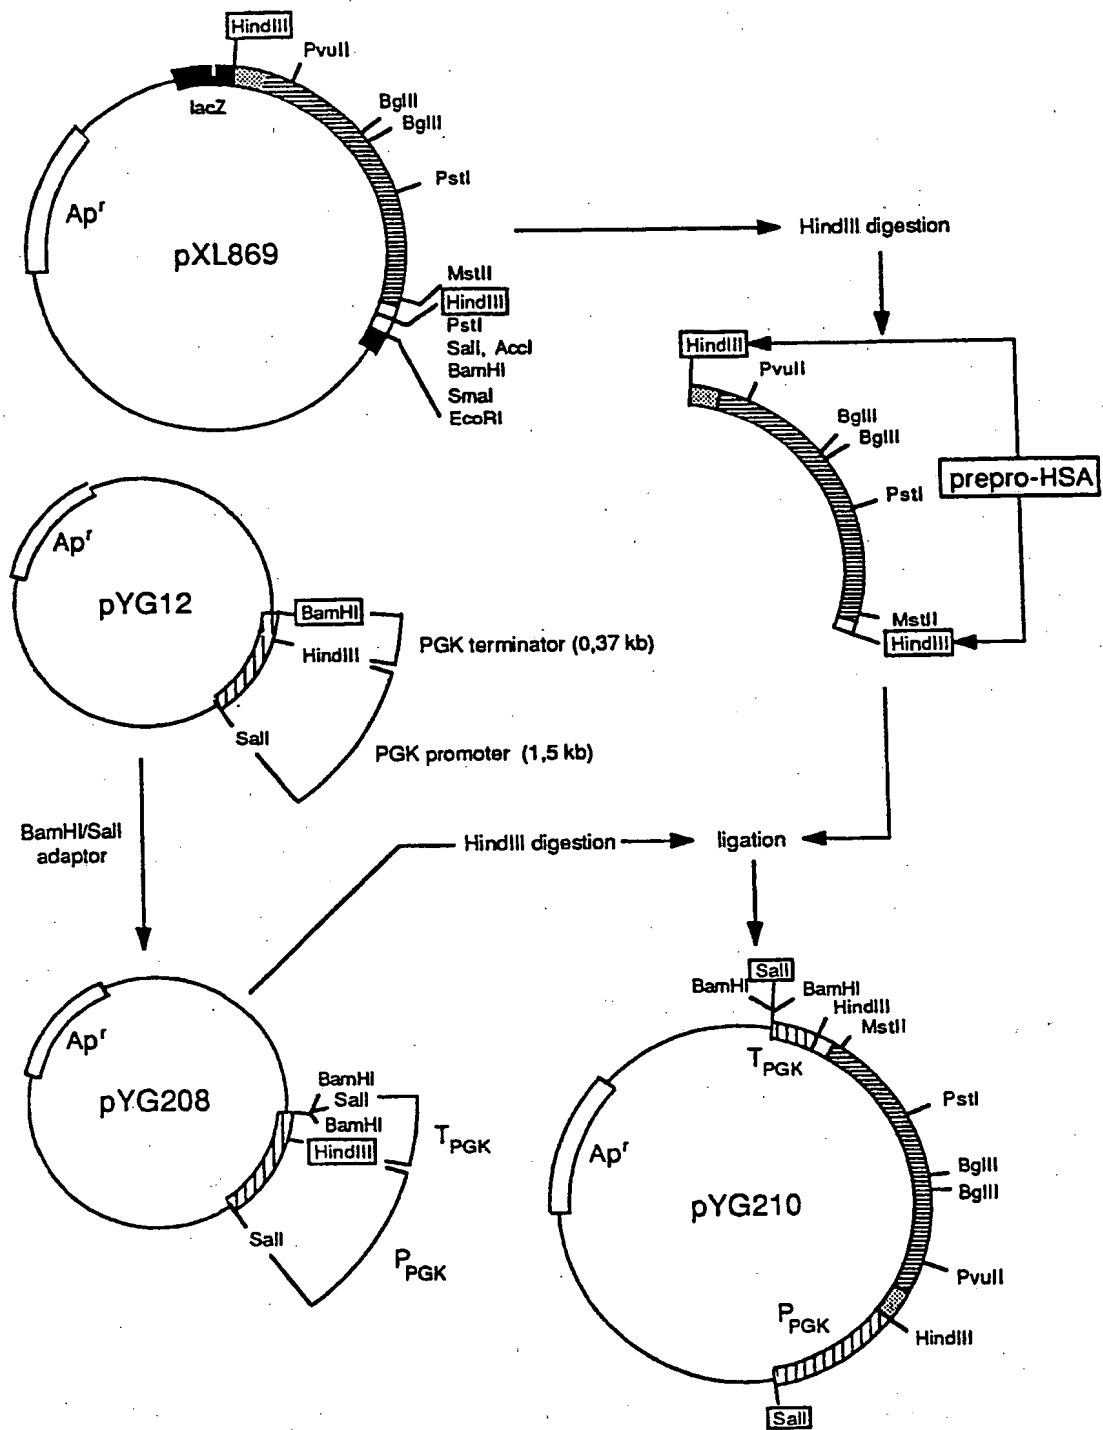 HindIII
PvuII
lacZ
BglII
BglII
PstI
Ap^r
pXL869
MstII
HindIII
PstI
SalI, AccI
BamHI
SmaI
EcoRI
HindIII digestion
HindIII
PvuII
BglII
BglII
prepro-HSA
PstI
MstII
HindIII
Ap^r
pYG12
BamHI
HindIII
PGK terminator (0,37 kb)
SalI
PGK promoter (1,5 kb)
BamHI/SalI
adaptor
HindIII digestion
ligation
Ap^r
pYG208
BamHI
SalI
BamHI
HindIII
T_PGK
SalI
P_PGK
SalI
BamHI
BamHI
HindIII
MstII
T_PGK
PstI
Ap^r
BglII
BglII
pYG210
PvuII
P_PGK
HindIII
SalI